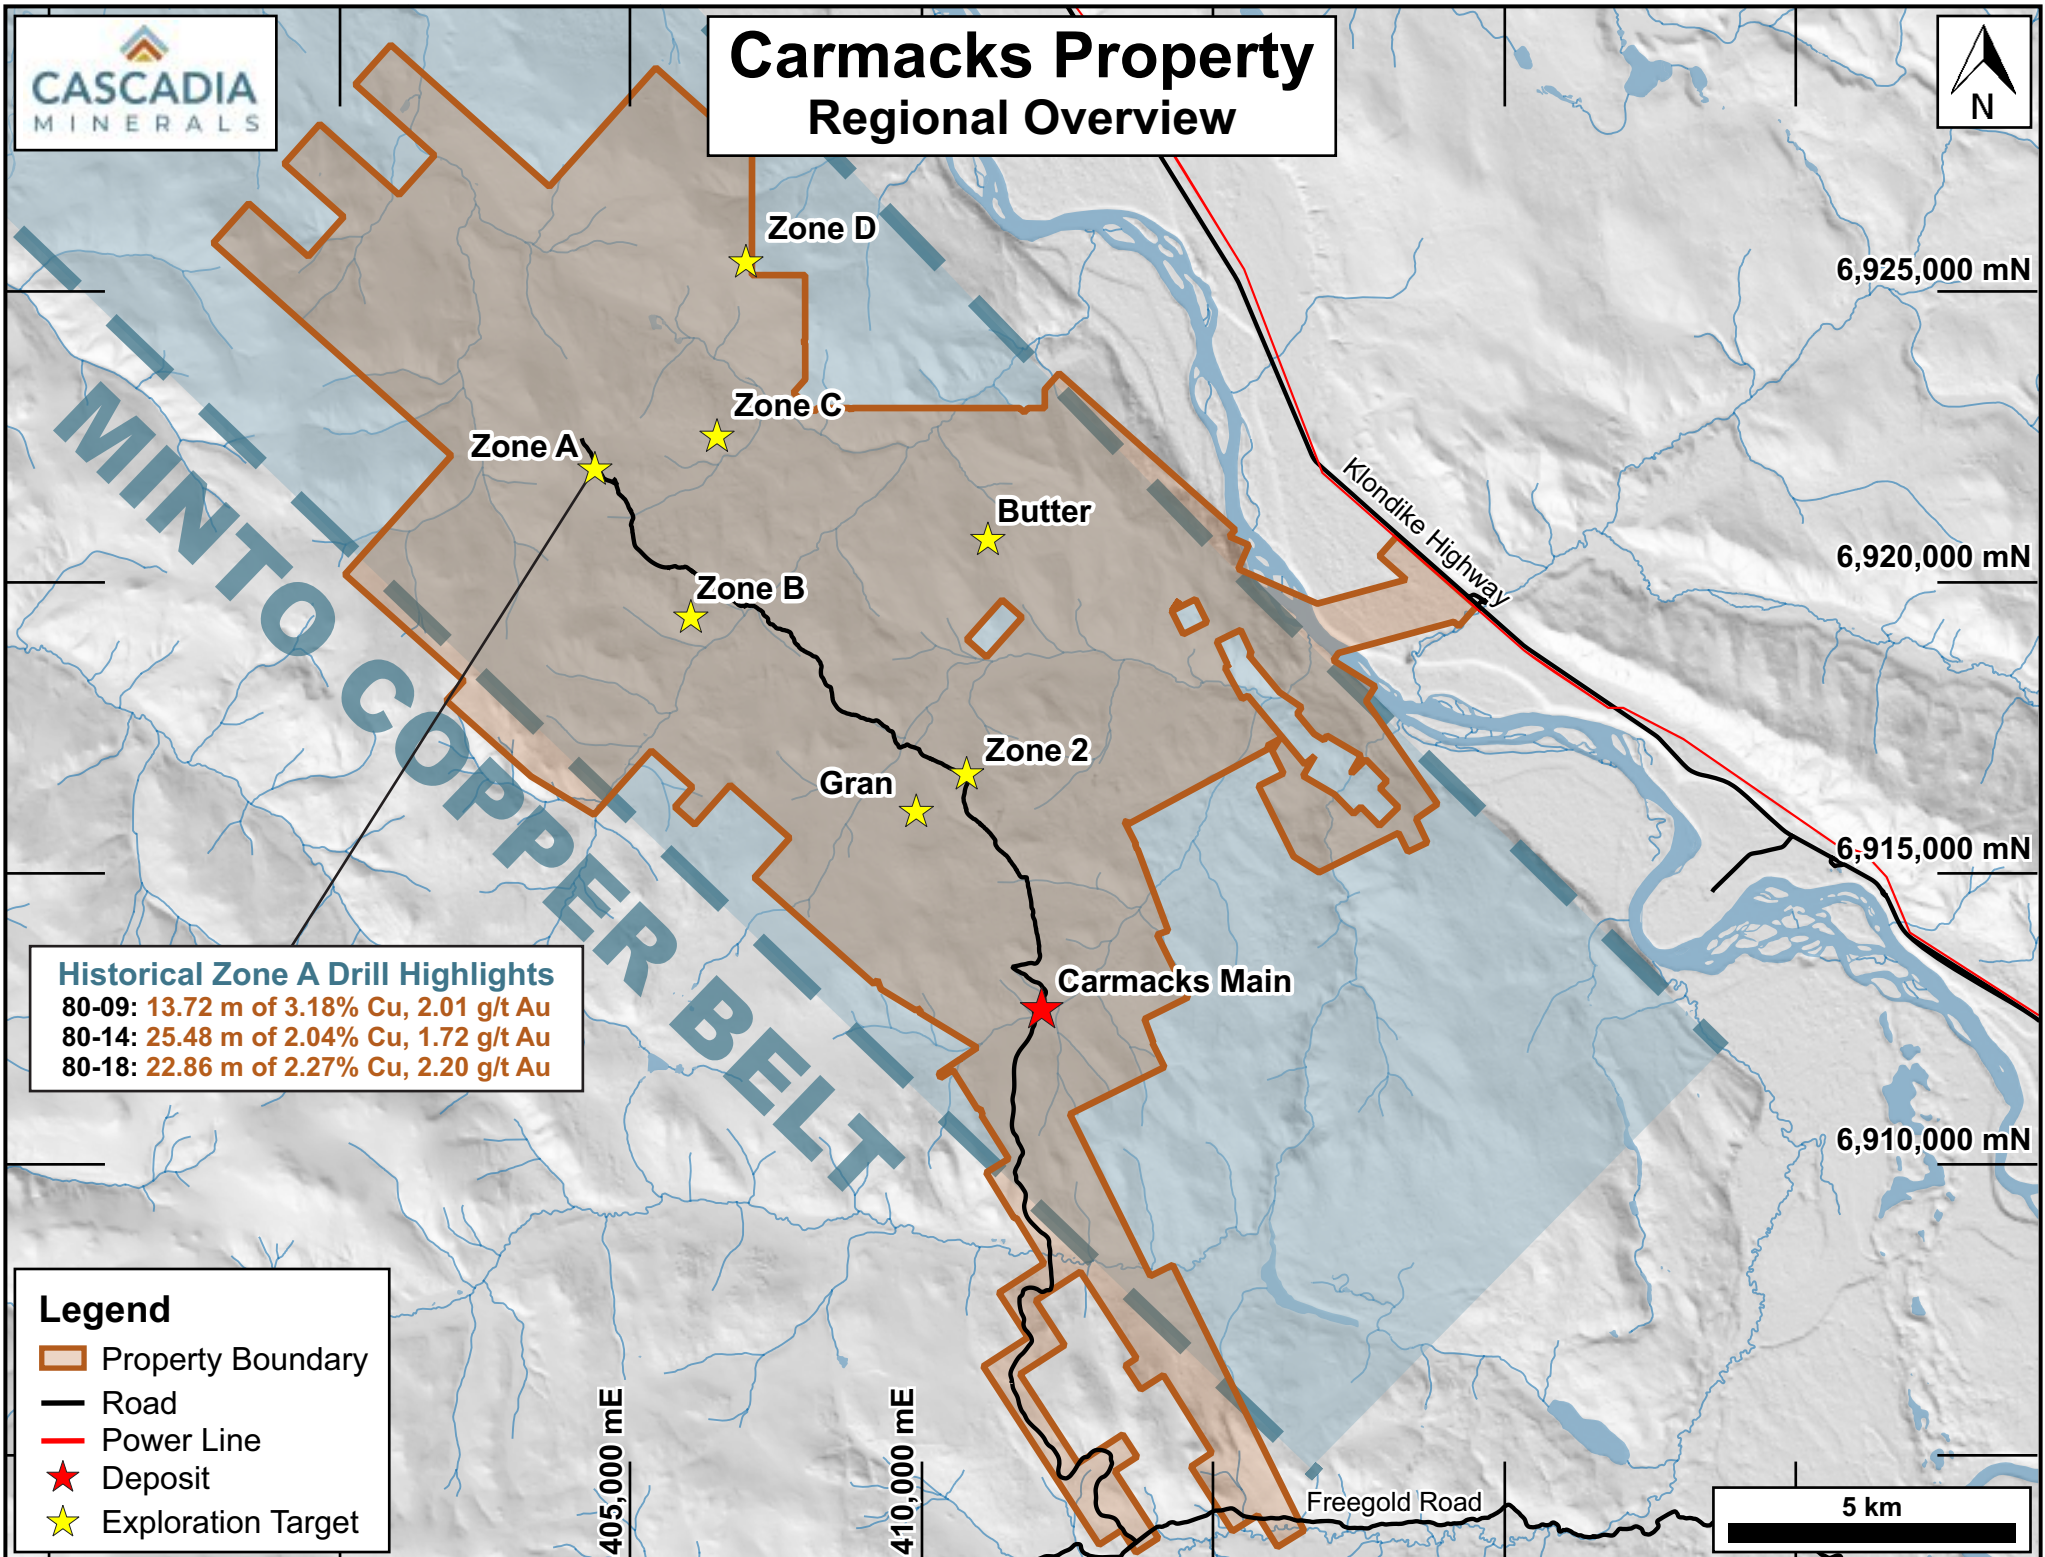 CASCADIA
MINERALS
Carmacks Property
Regional Overview
N
Zone D
6,925,000 mN
Zone C
Zone A
Klondike Highway
Butter
6,920,000 mN
Zone B
MINTO COPPER BELT
Zone 2
Gran
6,915,000 mN
Carmacks Main
Historical Zone A Drill Highlights
80-09: 13.72 m of 3.18% Cu, 2.01 g/t Au
80-14: 25.48 m of 2.04% Cu, 1.72 g/t Au
80-18: 22.86 m of 2.27% Cu, 2.20 g/t Au
6,910,000 mN
Legend
Property Boundary
Road
Power Line
Deposit
Exploration Target
405,000 mE
410,000 mE
Freegold Road
5 km